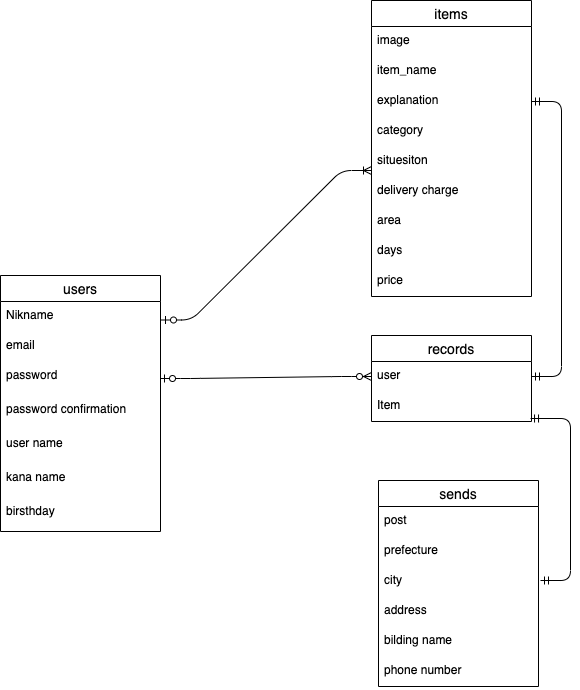 items
image
item_name
explanation
category
situesiton
delivery charge
area
days
price
users
Nikname
email
password
password confirmation
user name
kana name
birsthday
records
user
Item
sends
post
prefecture
city
address
bilding name
phone number